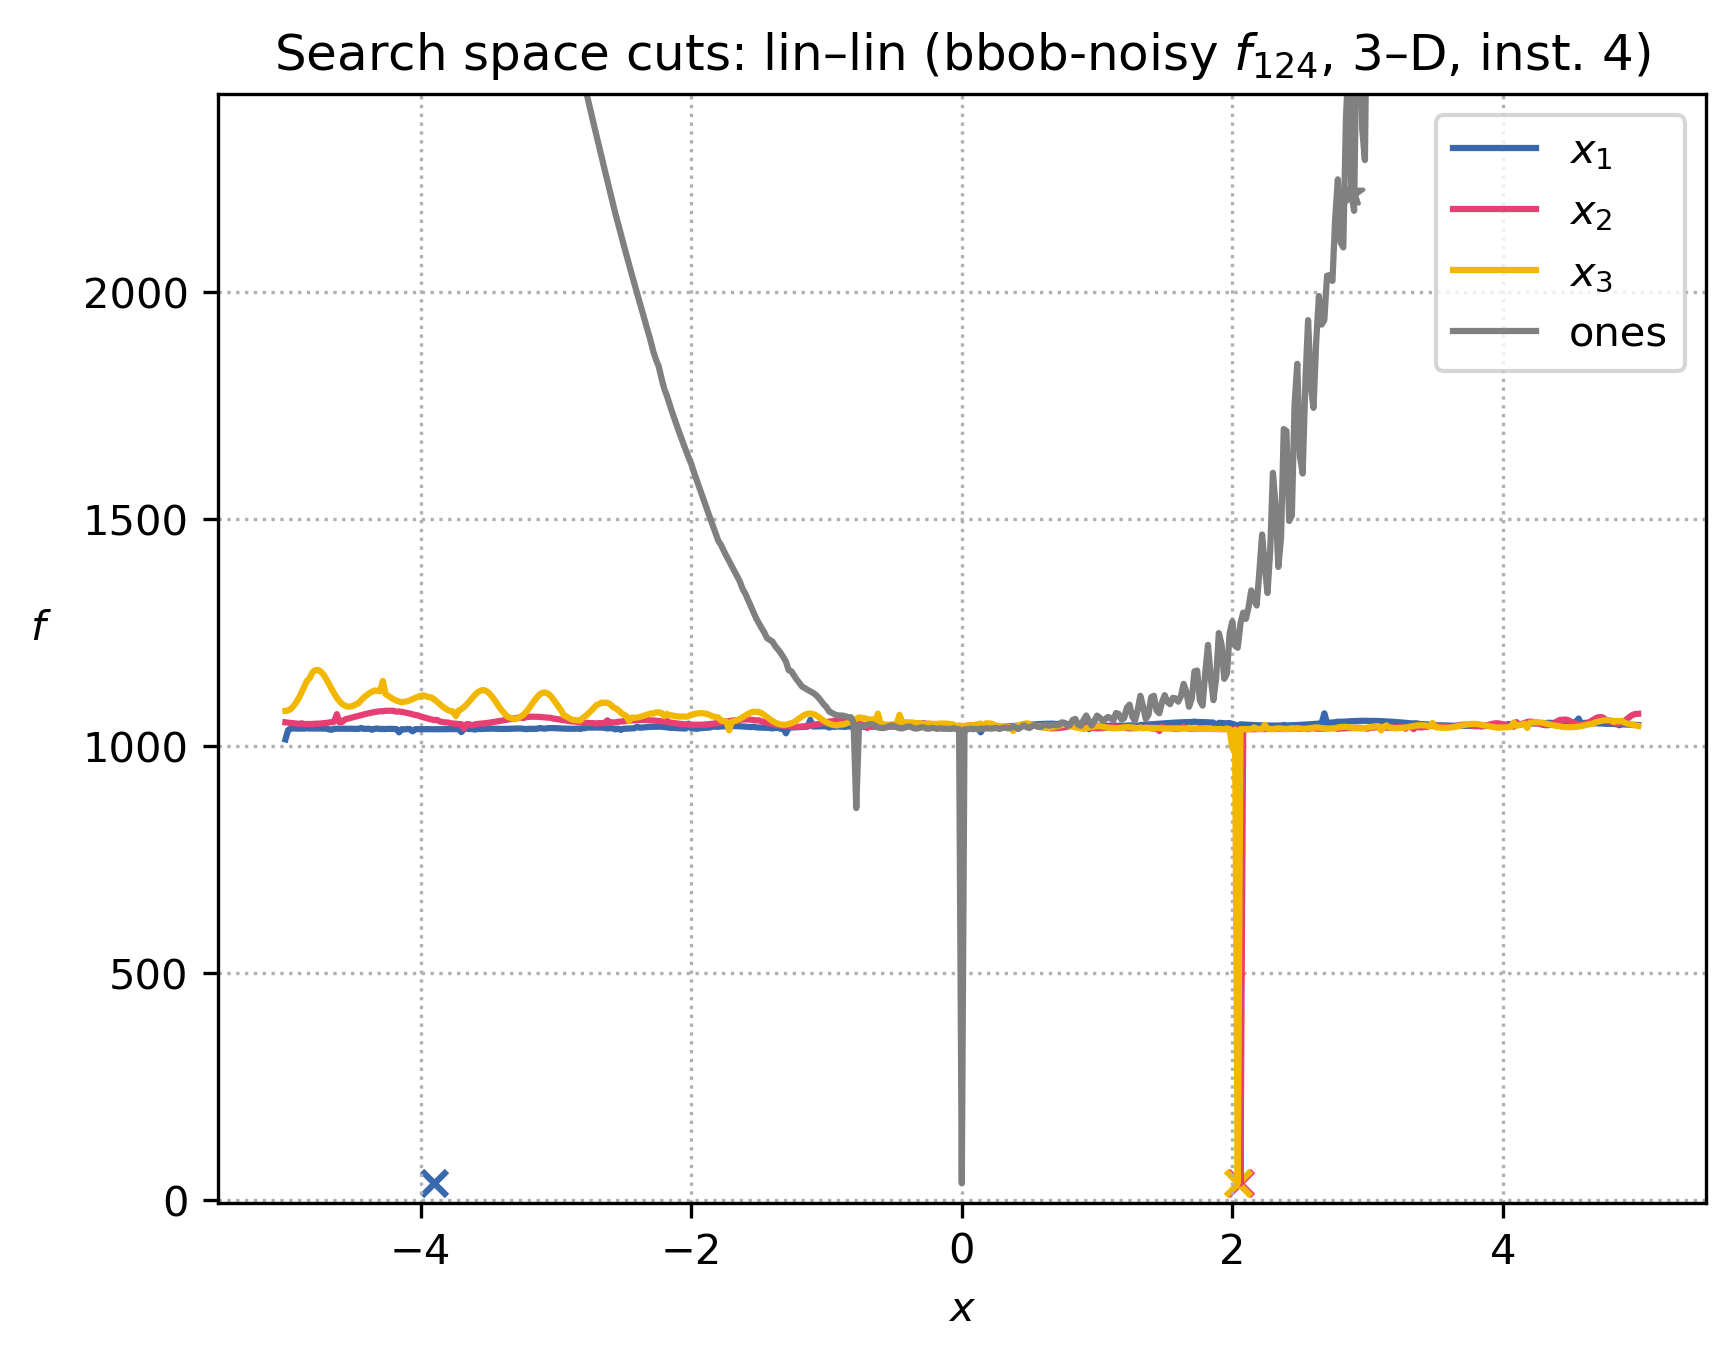 Search space cuts: lin–lin (bbob-noisy f₁₂₄, 3–D, inst. 4)
x₁
x₂
x₃
ones
2000
1500
1000
500
0
f
−4
−2
0
2
4
x